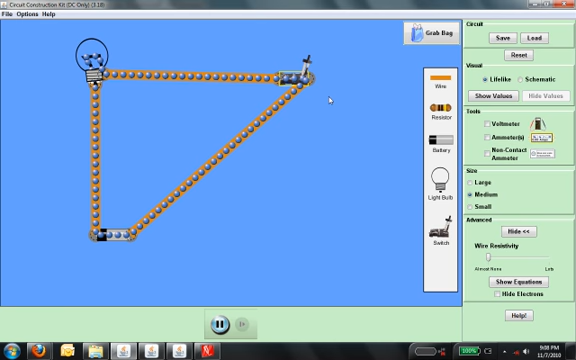 Circuit Construction Kit (DC Only) (3.18)
File Options Help
Grab Bag
Wire
Resistor
Battery
Light Bulb
Switch
Circuit
Save
Load
Reset
Visual
Lifelike
Schematic
Show Values
Hide Values
Tools
Voltmeter
Ammeter(s)
Non-Contact
Ammeter
Size
Large
Medium
Small
Advanced
Hide <<
Wire Resistivity
Almost None
Lots
Show Equations
Hide Electrons
Help!
100%
9:08 PM
11/7/2010